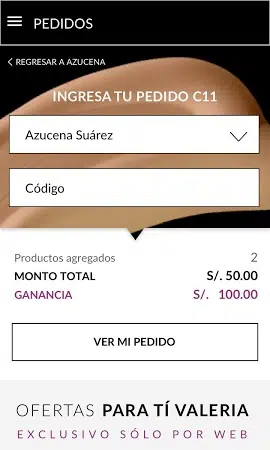 PEDIDOS
REGRESAR A AZUCENA
INGRESA TU PEDIDO C11
Azucena Suárez
Código
Productos agregados 2
MONTO TOTAL S/. 50.00
GANANCIA S/. 100.00
VER MI PEDIDO
OFERTAS PARA TÍ VALERIA
EXCLUSIVO SÓLO POR WEB